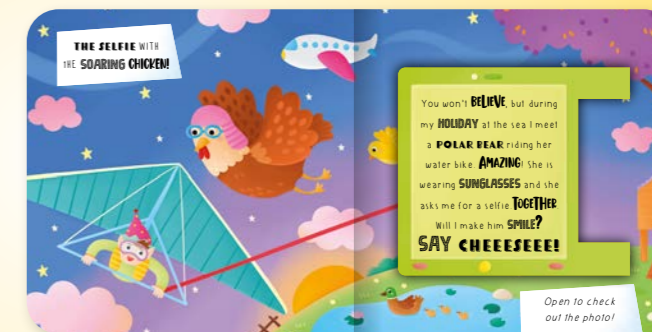 THE SELFIE WITH
THE SOARING CHICKEN!
You won't BELIEVE, but during
my HOLIDAY at the sea I meet
a POLAR BEAR riding her
water bike. AMAZING! She is
wearing SUNGLASSES and she
asks me for a selfie TOGETHER
Will I make him SMILE?
SAY CHEEESEEE!
Open to check
out the photo!